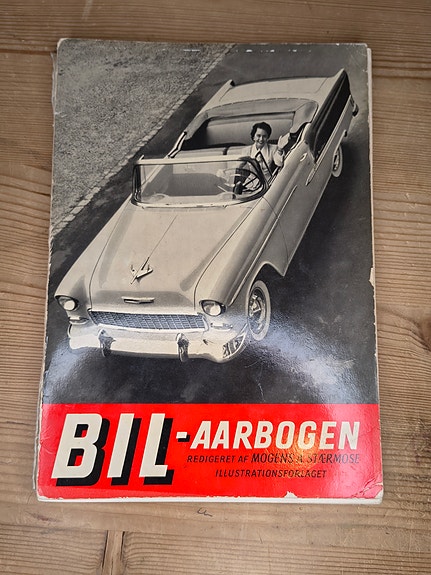 BIL-AARBOGEN
REDIGERET AF MOGENS A STÆRMOSE
ILLUSTRATIONSFORLAGET